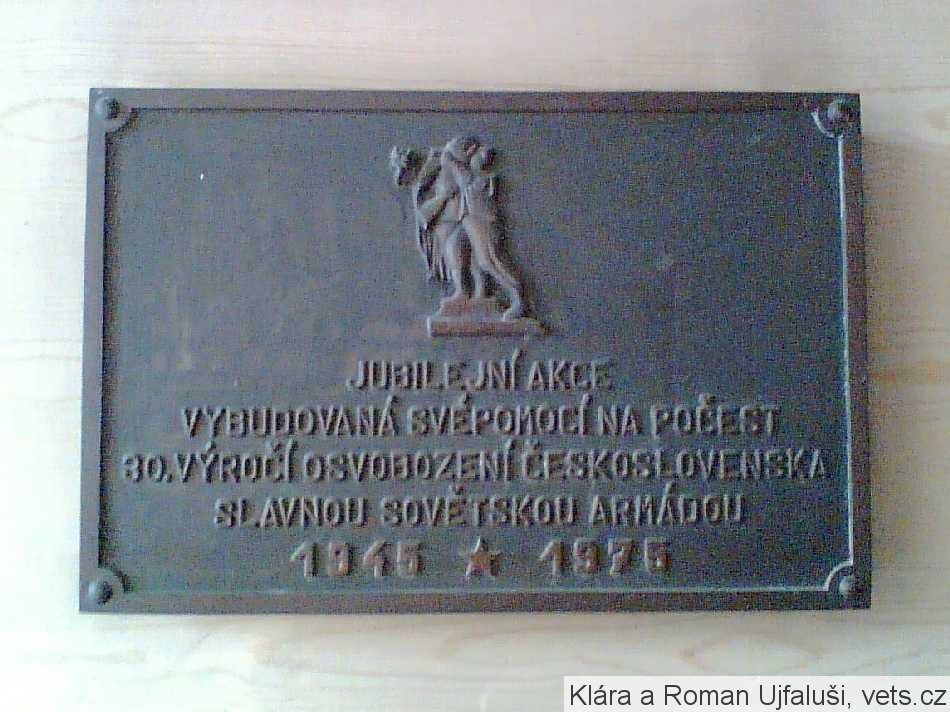 JUBILEJNÍ AKCE
VYBUDOVANÁ SVÉPOMOCÍ NA POČEST
30. VÝROČÍ OSVOBOZENÍ ČESKOSLOVENSKA
SLAVNOU SOVĚTSKOU ARMÁDOU
1945 ★ 1975
Klára a Roman Ujfaluši, vets.cz